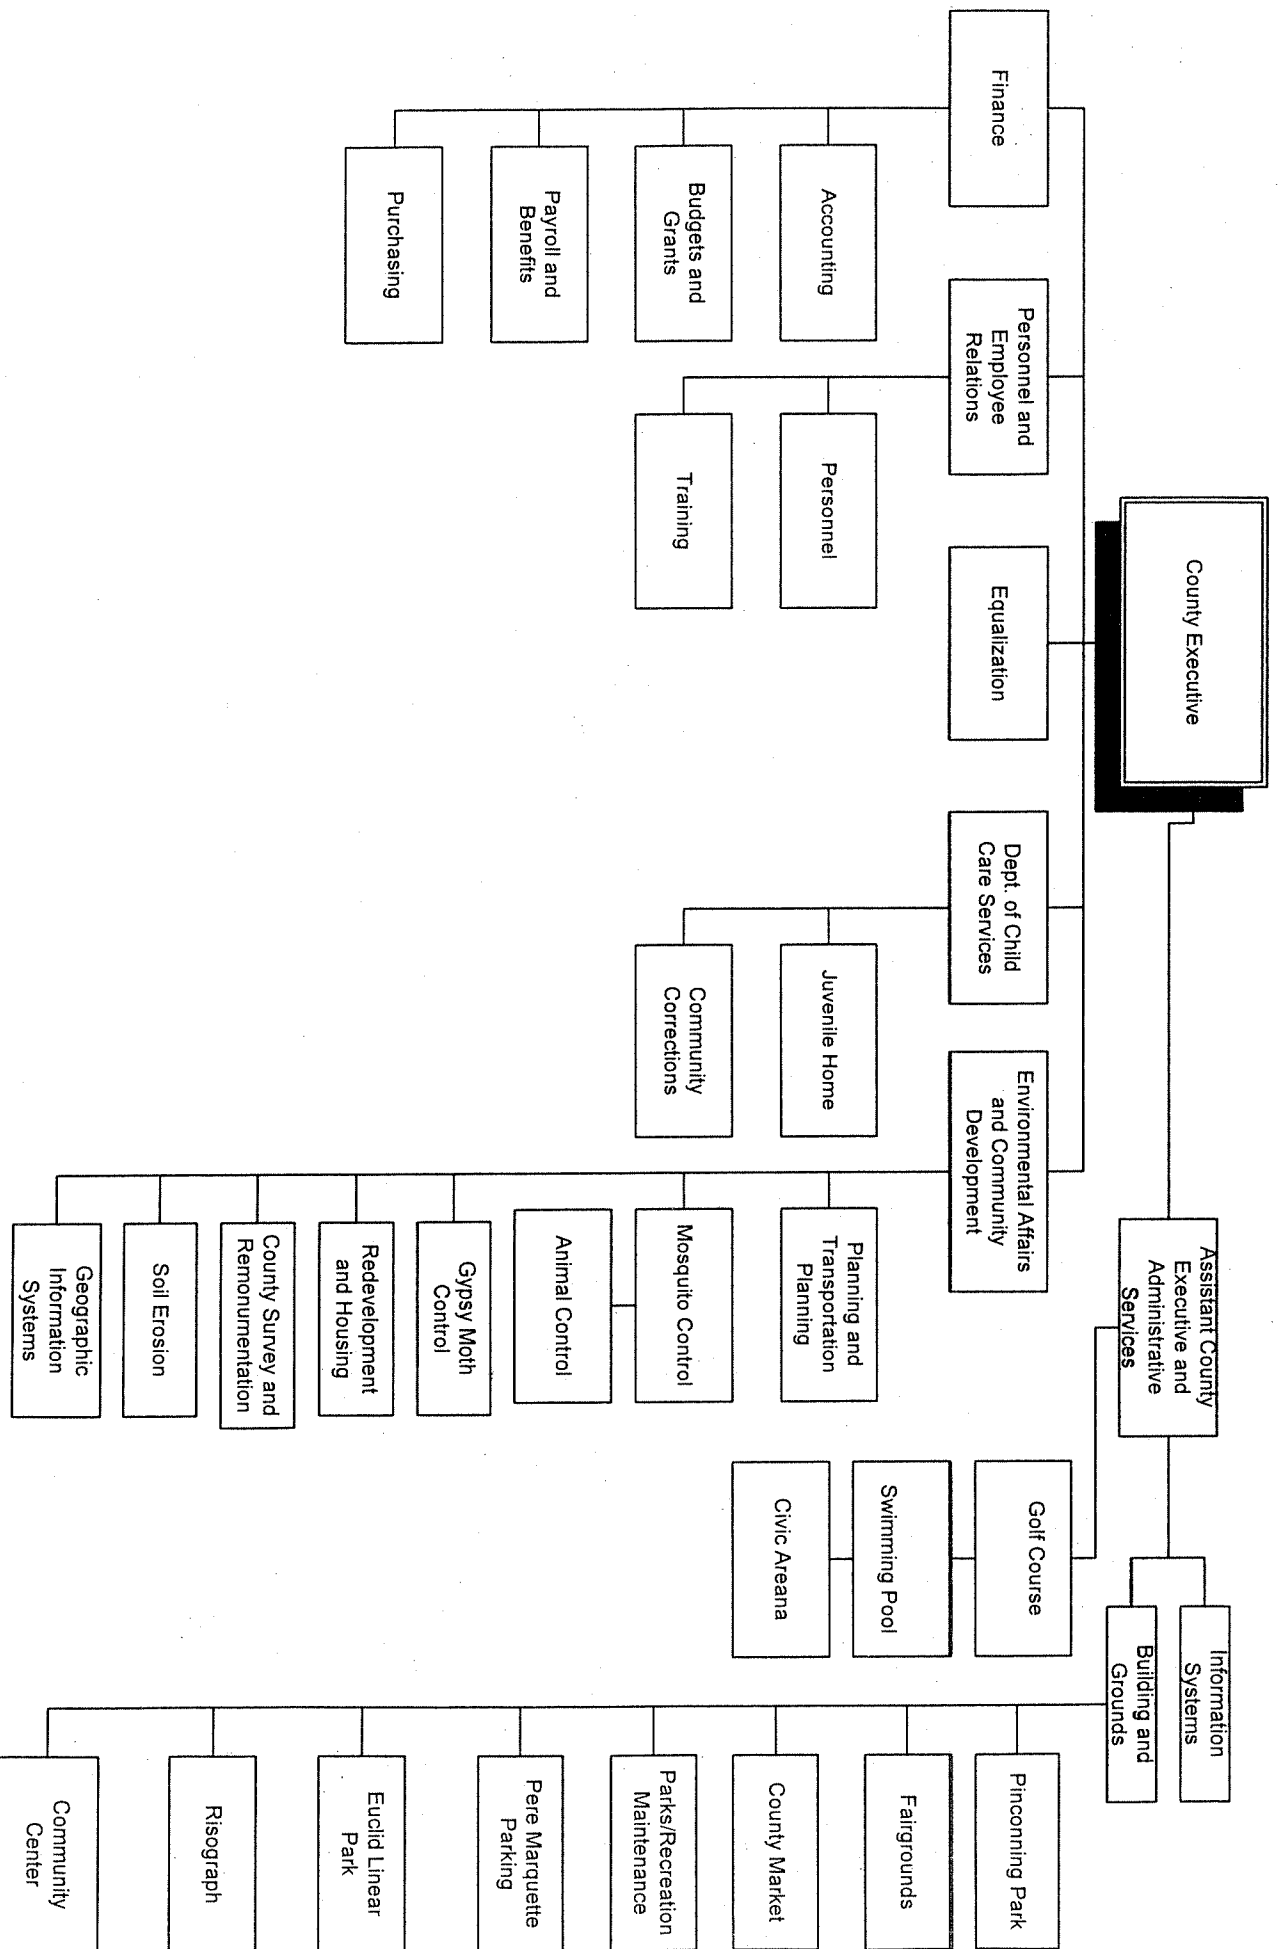 County Executive
Assistant County
Executive and
Administrative
Services
Information
Systems
Building and
Grounds
Finance
Personnel and
Employee
Relations
Equalization
Dept. of Child
Care Services
Environmental Affairs
and Community
Development
Golf Course
Swimming Pool
Civic Areana
Accounting
Budgets and
Grants
Payroll and
Benefits
Purchasing
Personnel
Training
Juvenile Home
Community
Corrections
Planning and
Transportation
Planning
Mosquito Control
Animal Control
Gypsy Moth
Control
Redevelopment
and Housing
County Survey and
Remonumentation
Soil Erosion
Geographic
Information
Systems
Pinconning Park
Fairgrounds
County Market
Parks/Recreation
Maintenance
Pere Marquette
Parking
Euclid Linear
Park
Risograph
Community
Center